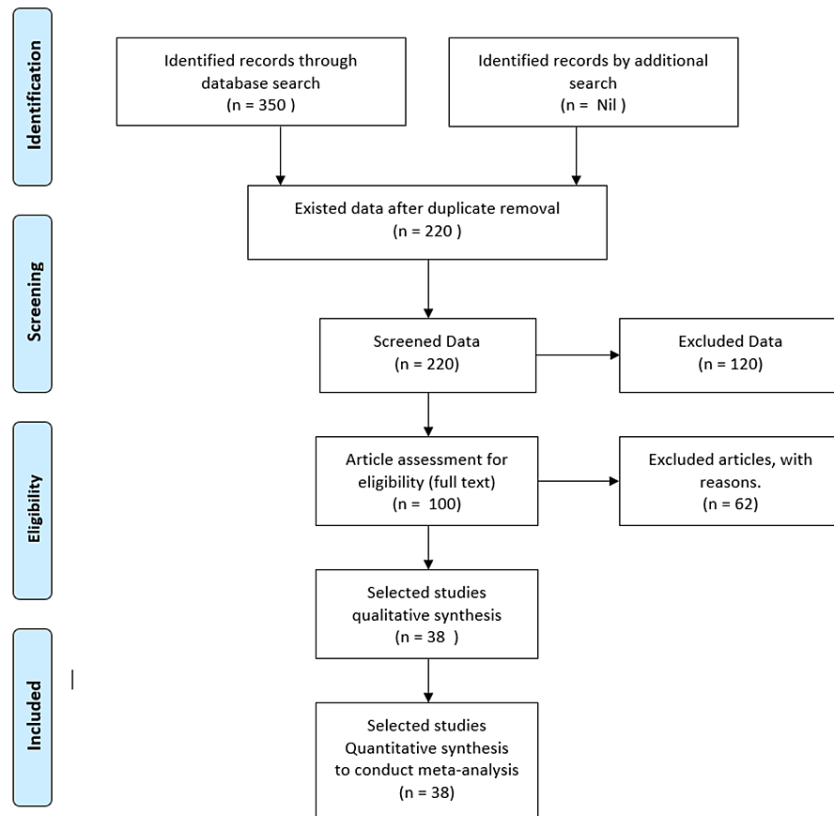 Identification
Identified records through
database search
(n = 350 )
Identified records by additional
search
(n = Nil )
Existed data after duplicate removal
(n = 220 )
Screening
Screened Data
(n = 220)
Excluded Data
(n = 120)
Eligibility
Article assessment for
eligibility (full text)
(n = 100)
Excluded articles, with
reasons.
(n = 62)
Selected studies
qualitative synthesis
(n = 38 )
Included
Selected studies
Quantitative synthesis
to conduct meta-analysis
(n = 38)